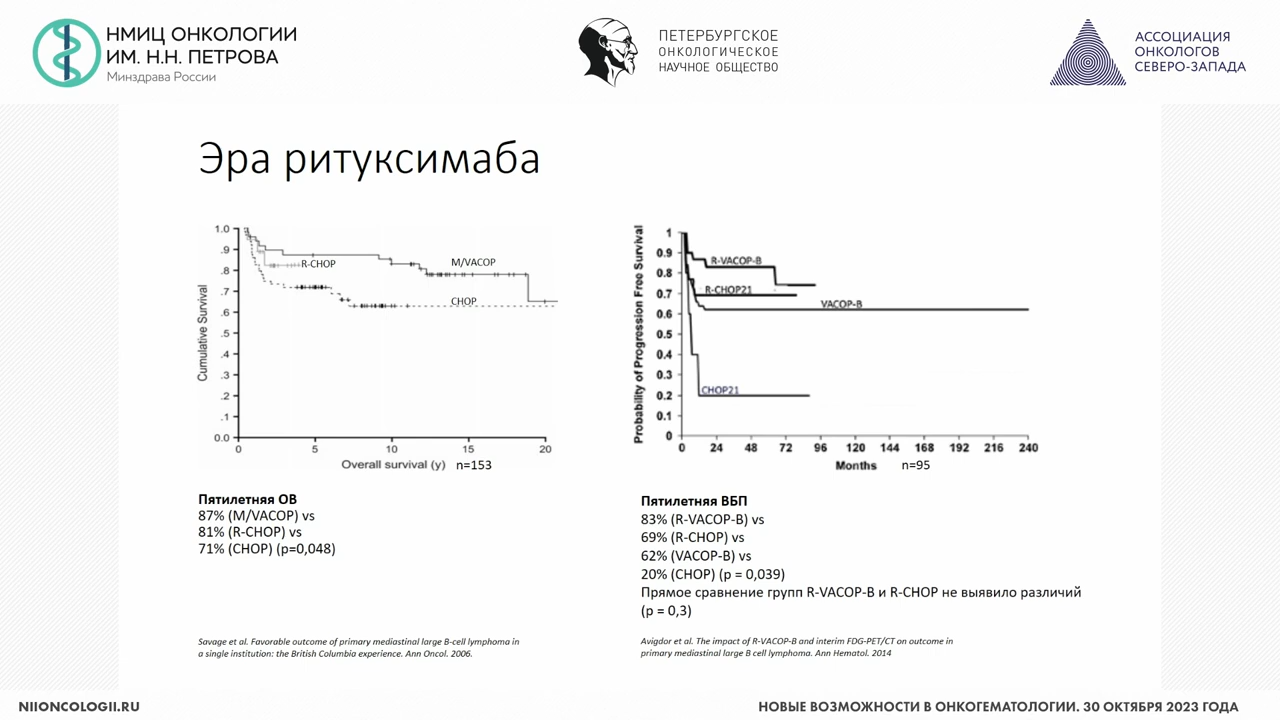 НМИЦ ОНКОЛОГИИ
ИМ. Н.Н. ПЕТРОВА
Минздрава России
ПЕТЕРБУРГСКОЕ
ОНКОЛОГИЧЕСКОЕ
НАУЧНОЕ ОБЩЕСТВО
АССОЦИАЦИЯ
ОНКОЛОГОВ
СЕВЕРО-ЗАПАДА
Эра ритуксимаба
Cumulative Survival
1.0
.9
.8
.7
.6
.5
.4
.3
.2
.1
0.0
R-CHOP
M/VACOP
CHOP
0 5 10 15 20
Overall survival (y) n=153
Probability of Progression Free Survival
1
0.9
0.8
0.7
0.6
0.5
0.4
0.3
0.2
0.1
0
R-VACOP-B
R-CHOP21
VACOP-B
CHOP21
0 24 48 72 96 120 144 168 192 216 240
Months n=95
Пятилетняя ОВ
87% (M/VACOP) vs
81% (R-CHOP) vs
71% (CHOP) (p=0,048)
Пятилетняя ВБП
83% (R-VACOP-B) vs
69% (R-CHOP) vs
62% (VACOP-B) vs
20% (CHOP) (p = 0,039)
Прямое сравнение групп R-VACOP-B и R-CHOP не выявило различий
(p = 0,3)
Savage et al. Favorable outcome of primary mediastinal large B-cell lymphoma in
a single institution: the British Columbia experience. Ann Oncol. 2006.
Avigdor et al. The impact of R-VACOP-B and interim FDG-PET/CT on outcome in
primary mediastinal large B cell lymphoma. Ann Hematol. 2014
NIIONCOLOGII.RU
НОВЫЕ ВОЗМОЖНОСТИ В ОНКОГЕМАТОЛОГИИ. 30 ОКТЯБРЯ 2023 ГОДА